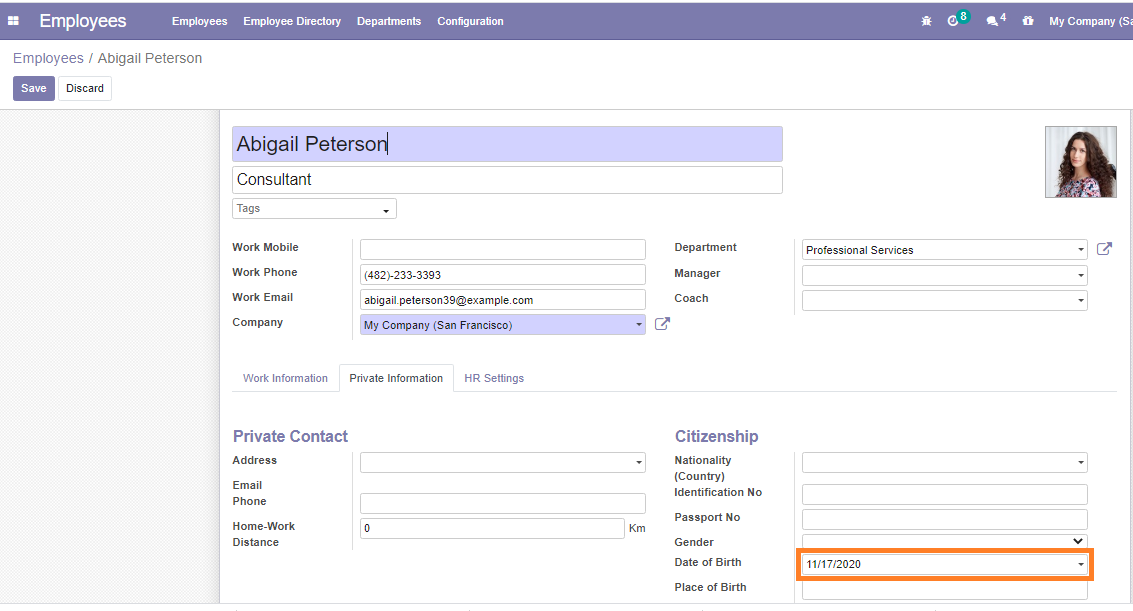 Employees Employees Employee Directory Departments Configuration 8 4 My Company (Sa
Employees / Abigail Peterson
Save Discard
Abigail Peterson
Consultant
Tags
Work Mobile
Work Phone (482)-233-3393
Work Email abigail.peterson39@example.com
Company My Company (San Francisco)
Department Professional Services
Manager
Coach
Work Information Private Information HR Settings
Private Contact
Address
Email
Phone
Home-Work
Distance
0 Km
Citizenship
Nationality
(Country)
Identification No
Passport No
Gender
Date of Birth 11/17/2020
Place of Birth